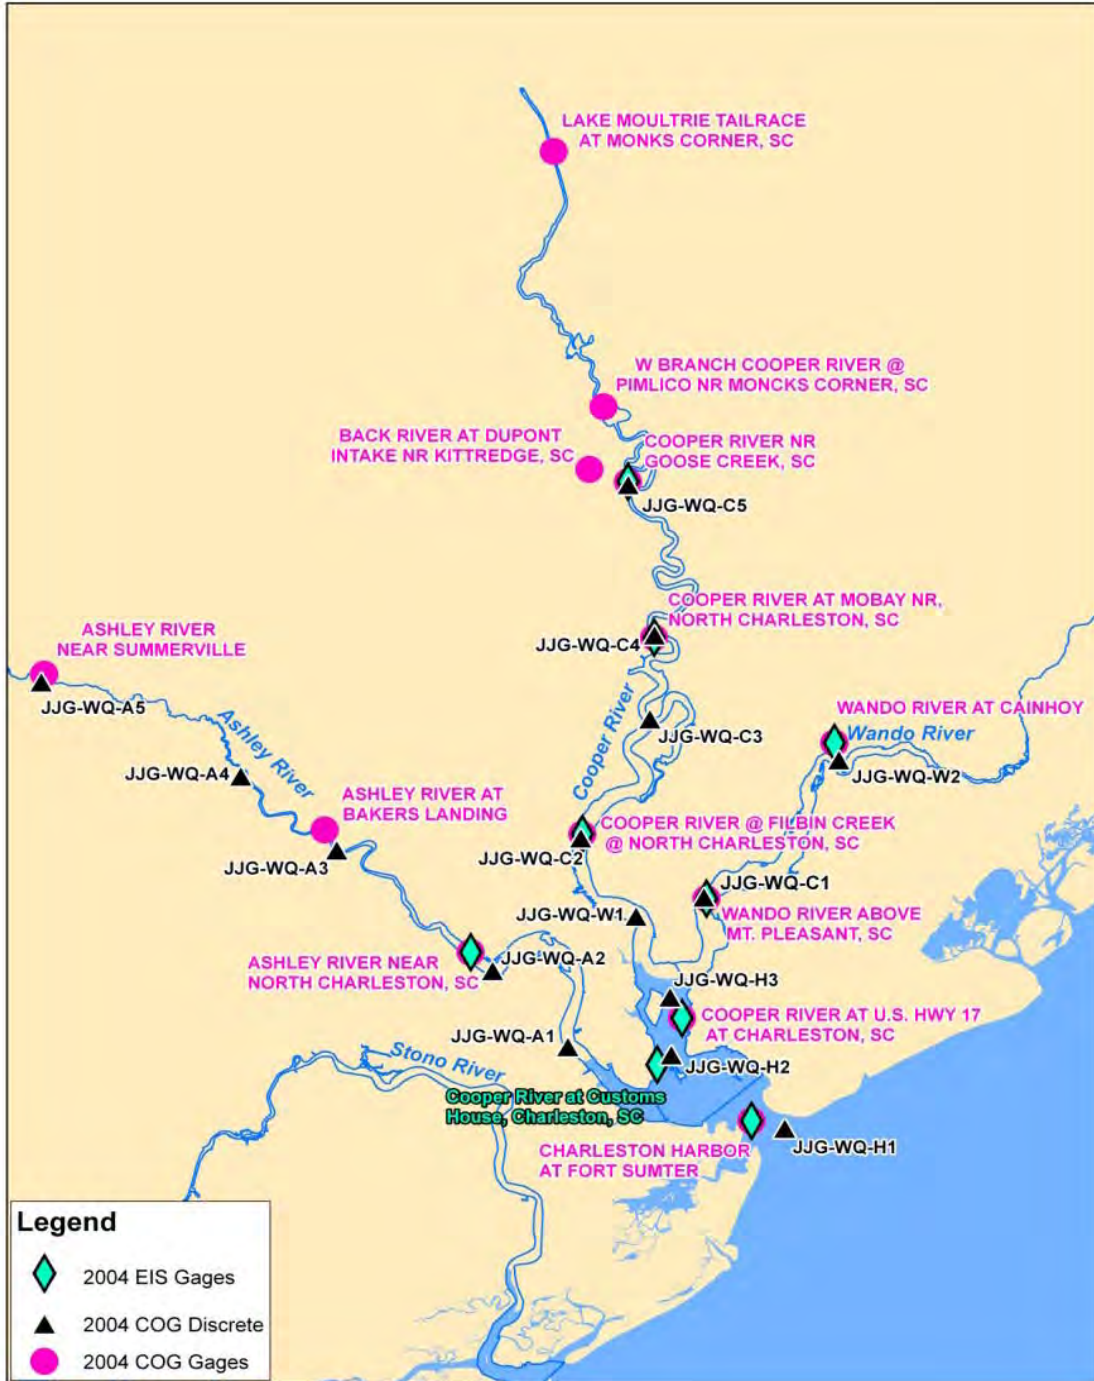 LAKE MOULTRIE TAILRACE
AT MONKS CORNER, SC
W BRANCH COOPER RIVER @
PIMLICO NR MONCKS CORNER, SC
BACK RIVER AT DUPONT
INTAKE NR KITTREDGE, SC
COOPER RIVER NR
GOOSE CREEK, SC
JJG-WQ-C5
COOPER RIVER AT MOBAY NR,
NORTH CHARLESTON, SC
JJG-WQ-C4
ASHLEY RIVER
NEAR SUMMERVILLE
JJG-WQ-A5
Ashley River
Cooper River
JJG-WQ-C3
WANDO RIVER AT CAINHOY
Wando River
JJG-WQ-W2
JJG-WQ-A4
ASHLEY RIVER AT
BAKERS LANDING
JJG-WQ-A3
COOPER RIVER @ FILBIN CREEK
@ NORTH CHARLESTON, SC
JJG-WQ-C2
JJG-WQ-C1
JJG-WQ-W1
WANDO RIVER ABOVE
MT. PLEASANT, SC
ASHLEY RIVER NEAR
NORTH CHARLESTON, SC
JJG-WQ-A2
JJG-WQ-H3
COOPER RIVER AT U.S. HWY 17
AT CHARLESTON, SC
JJG-WQ-A1
Stono River
JJG-WQ-H2
Cooper River at Customs
House, Charleston, SC
CHARLESTON HARBOR
AT FORT SUMTER
JJG-WQ-H1
Legend
2004 EIS Gages
2004 COG Discrete
2004 COG Gages